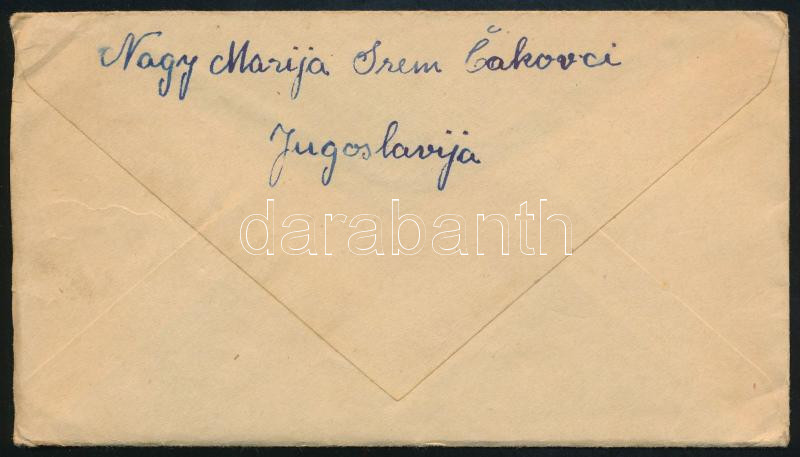 Nagy Marija Srem Čakovci
Jugoslavija
darabanth